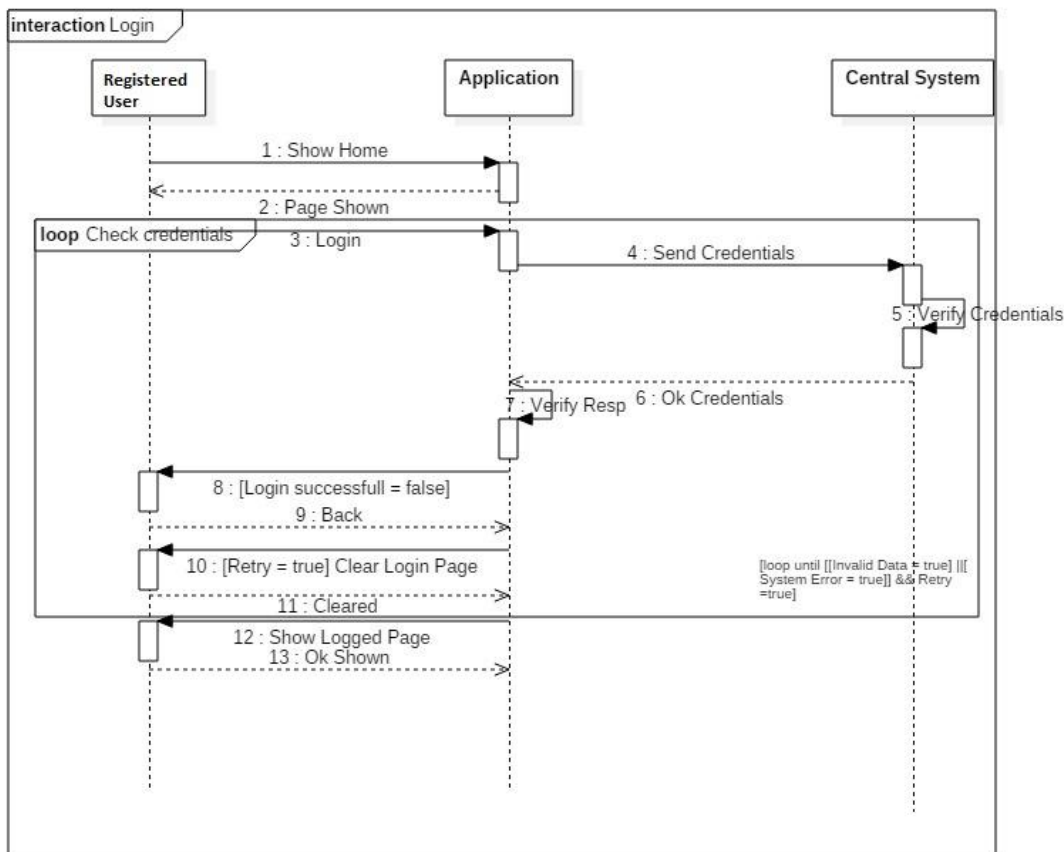 interaction Login
Registered
User
Application
Central System
1 : Show Home
2 : Page Shown
loop Check credentials
3 : Login
4 : Send Credentials
5 : Verify Credentials
6 : Ok Credentials
7 : Verify Resp
8 : [Login successfull = false]
9 : Back
10 : [Retry = true] Clear Login Page
[loop until [[Invalid Data = true] ||[
System Error = true]] && Retry
=true]
11 : Cleared
12 : Show Logged Page
13 : Ok Shown